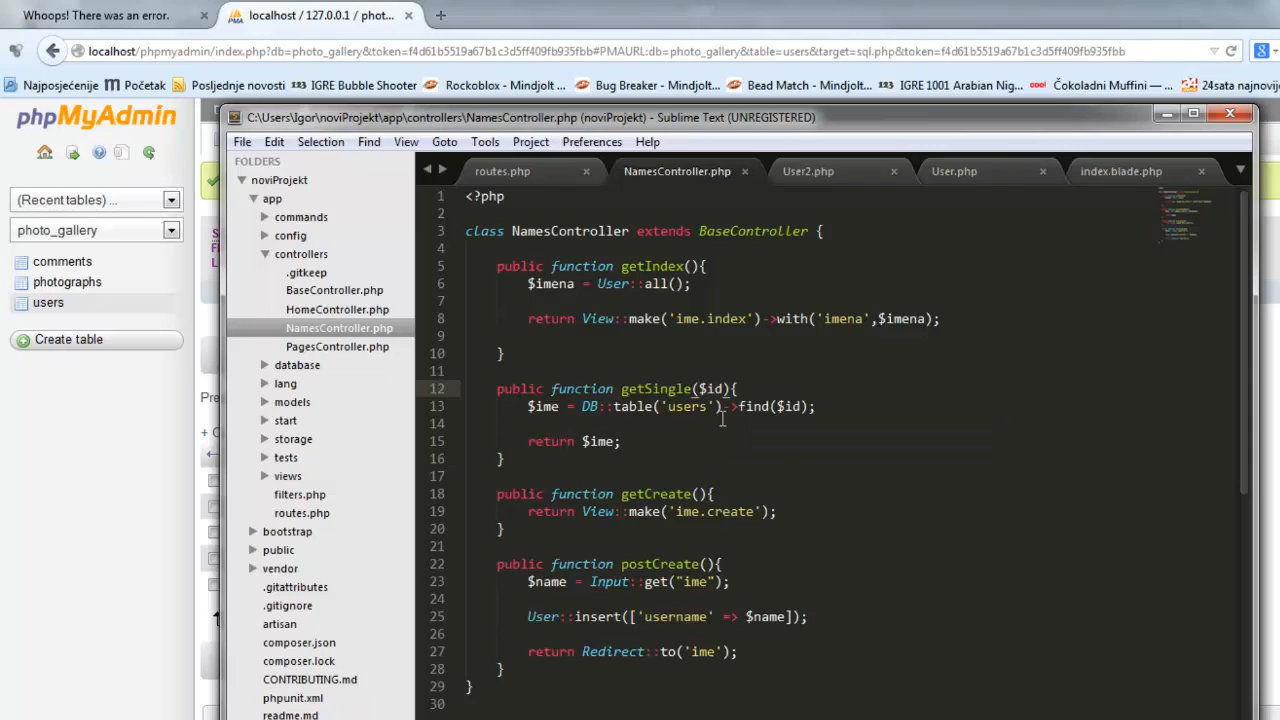 Whoops! There was an error.
localhost / 127.0.0.1 / phot...
localhost/phpmyadmin/index.php?db=photo_gallery&token=f4d61b5519a67b1c3d5ff409fb935fbb#PMAURL:db=photo_gallery&table=users&target=sql.php&token=f4d61b5519a67b1c3d5ff409fb935fbb
Najposjećenije
Početak
Posljednje novosti
IGRE Bubble Shooter
Rockoblox - Mindjolt ...
Bug Breaker - Mindjolt...
Bead Match - Mindjolt...
IGRE 1001 Arabian Nig...
Čokoladni Muffini — ...
24sata najnovije
phpMyAdmin
(Recent tables) ...
photo_gallery
comments
photographs
users
Create table
C:\Users\Igor\noviProjekt\app\controllers\NamesController.php (noviProjekt) - Sublime Text (UNREGISTERED)
File Edit Selection Find View Goto Tools Project Preferences Help
FOLDERS
noviProjekt
app
commands
config
controllers
.gitkeep
BaseController.php
HomeController.php
NamesController.php
PagesController.php
database
lang
models
start
storage
tests
views
filters.php
routes.php
bootstrap
public
vendor
.gitattributes
.gitignore
artisan
composer.json
composer.lock
CONTRIBUTING.md
phpunit.xml
readme.md
routes.php
NamesController.php
User2.php
User.php
index.blade.php
1 <?php
2
3 class NamesController extends BaseController {
4
5 public function getIndex(){
6 $imena = User::all();
7
8 return View::make('ime.index')->with('imena',$imena);
9
10 }
11
12 public function getSingle($id){
13 $ime = DB::table('users')->find($id);
14
15 return $ime;
16 }
17
18 public function getCreate(){
19 return View::make('ime.create');
20 }
21
22 public function postCreate(){
23 $name = Input::get("ime");
24
25 User::insert(['username' => $name]);
26
27 return Redirect::to('ime');
28 }
29 }
30